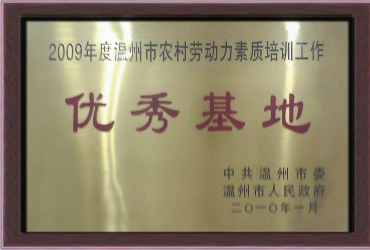 2009年度温州市农村劳动力素质培训工作
优秀基地
中共温州市委
温州市人民政府
二〇一〇年一月